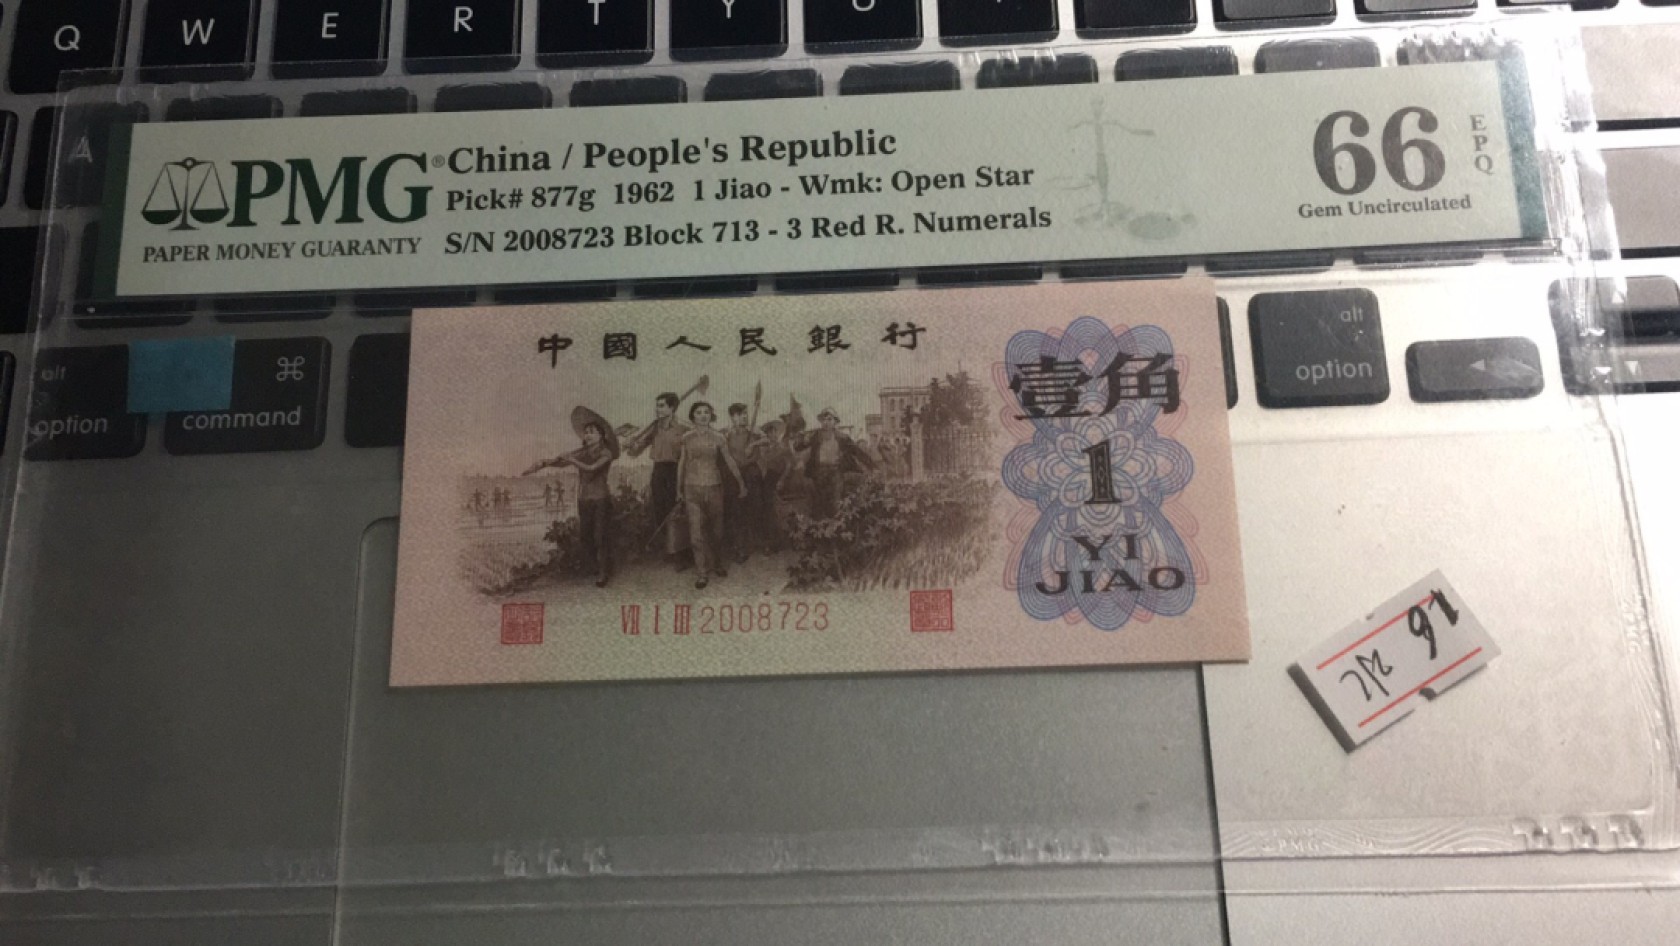 Q W E R T Y U
A
PMG®
PAPER MONEY GUARANTY
China / People's Republic
Pick# 877g 1962 1 Jiao - Wmk: Open Star
S/N 2008723 Block 713 - 3 Red R. Numerals
66
EPQ
Gem Uncirculated
alt
option
⌘
command
alt
option
中國人民銀行
壹角
1
YI
JIAO
VII I III 2008723
PMG